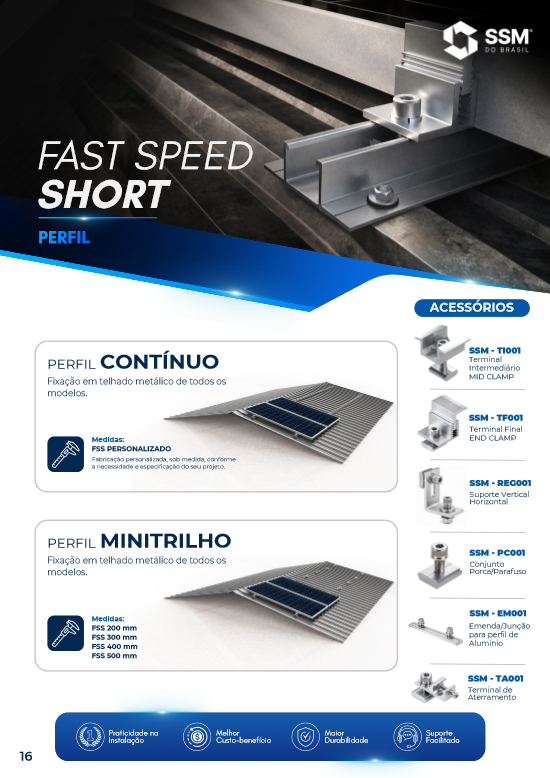 SSM
DO BRASIL
FAST SPEED
SHORT
PERFIL
ACESSÓRIOS
PERFIL CONTÍNUO
Fixação em telhado metálico de todos os
modelos.
Medidas:
FSS PERSONALIZADO
Fabricação personalizada, sob medida, conforme
a necessidade e especificação do seu projeto.
PERFIL MINITRILHO
Fixação em telhado metálico de todos os
modelos.
Medidas:
FSS 200 mm
FSS 300 mm
FSS 400 mm
FSS 500 mm
SSM - TI001
Terminal
Intermediário
MID CLAMP
SSM - TF001
Terminal Final
END CLAMP
SSM - REG001
Suporte Vertical
Horizontal
SSM - PC001
Conjunto
Porca/Parafuso
SSM - EM001
Emenda/Junção
para perfil de
Alumínio
SSM - TA001
Terminal de
Aterramento
1
Praticidade na
Instalação
$
Melhor
Custo-benefício
Maior
Durabilidade
Suporte
Facilitado
16